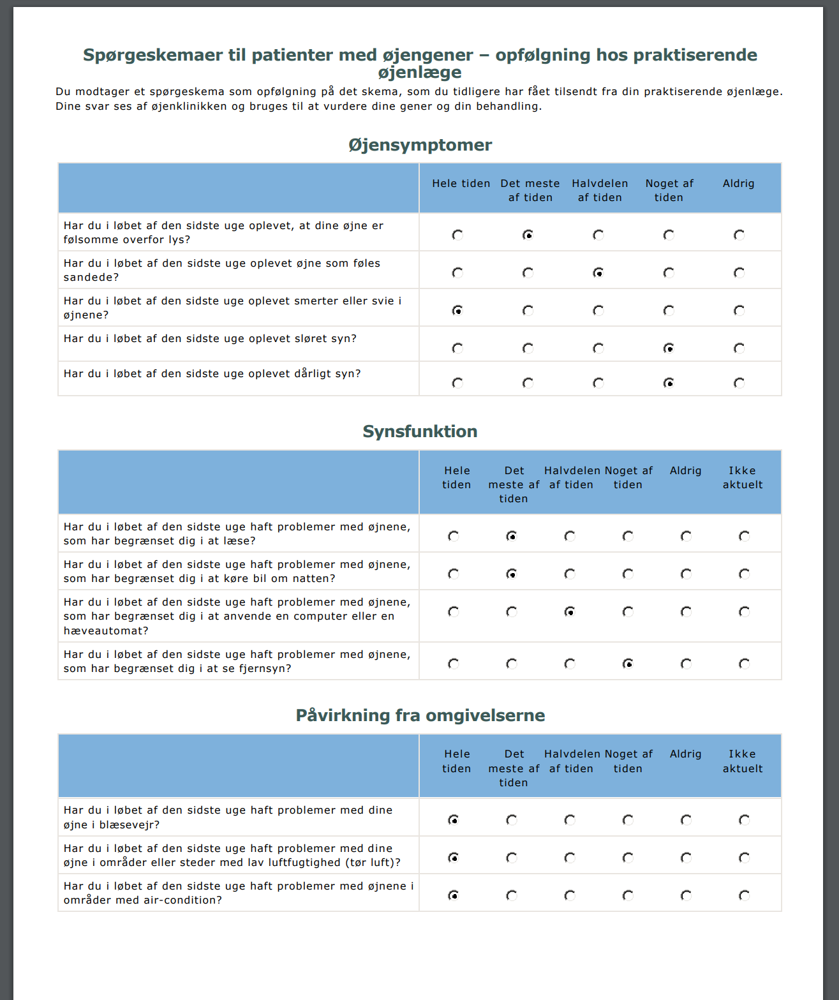 Spørgeskemaer til patienter med øjengener – opfølgning hos praktiserende
øjenlæge
Du modtager et spørgeskema som opfølgning på det skema, som du tidligere har fået tilsendt fra din praktiserende øjenlæge.
Dine svar ses af øjenklinikken og bruges til at vurdere dine gener og din behandling.
Øjensymptomer
Hele tiden Det meste Halvdelen Noget af Aldrig
af tiden af tiden tiden
Har du i løbet af den sidste uge oplevet, at dine øjne er
følsomme overfor lys?
Har du i løbet af den sidste uge oplevet øjne som føles
sandede?
Har du i løbet af den sidste uge oplevet smerter eller svie i
øjnene?
Har du i løbet af den sidste uge oplevet sløret syn?
Har du i løbet af den sidste uge oplevet dårligt syn?
Synsfunktion
Hele Det Halvdelen Noget af Aldrig Ikke
tiden meste af af tiden tiden aktuelt
tiden
Har du i løbet af den sidste uge haft problemer med øjnene,
som har begrænset dig i at læse?
Har du i løbet af den sidste uge haft problemer med øjnene,
som har begrænset dig i at køre bil om natten?
Har du i løbet af den sidste uge haft problemer med øjnene,
som har begrænset dig i at anvende en computer eller en
hæveautomat?
Har du i løbet af den sidste uge haft problemer med øjnene,
som har begrænset dig i at se fjernsyn?
Påvirkning fra omgivelserne
Hele Det Halvdelen Noget af Aldrig Ikke
tiden meste af af tiden tiden aktuelt
tiden
Har du i løbet af den sidste uge haft problemer med dine
øjne i blæsevejr?
Har du i løbet af den sidste uge haft problemer med dine
øjne i områder eller steder med lav luftfugtighed (tør luft)?
Har du i løbet af den sidste uge haft problemer med øjnene i
områder med air-condition?